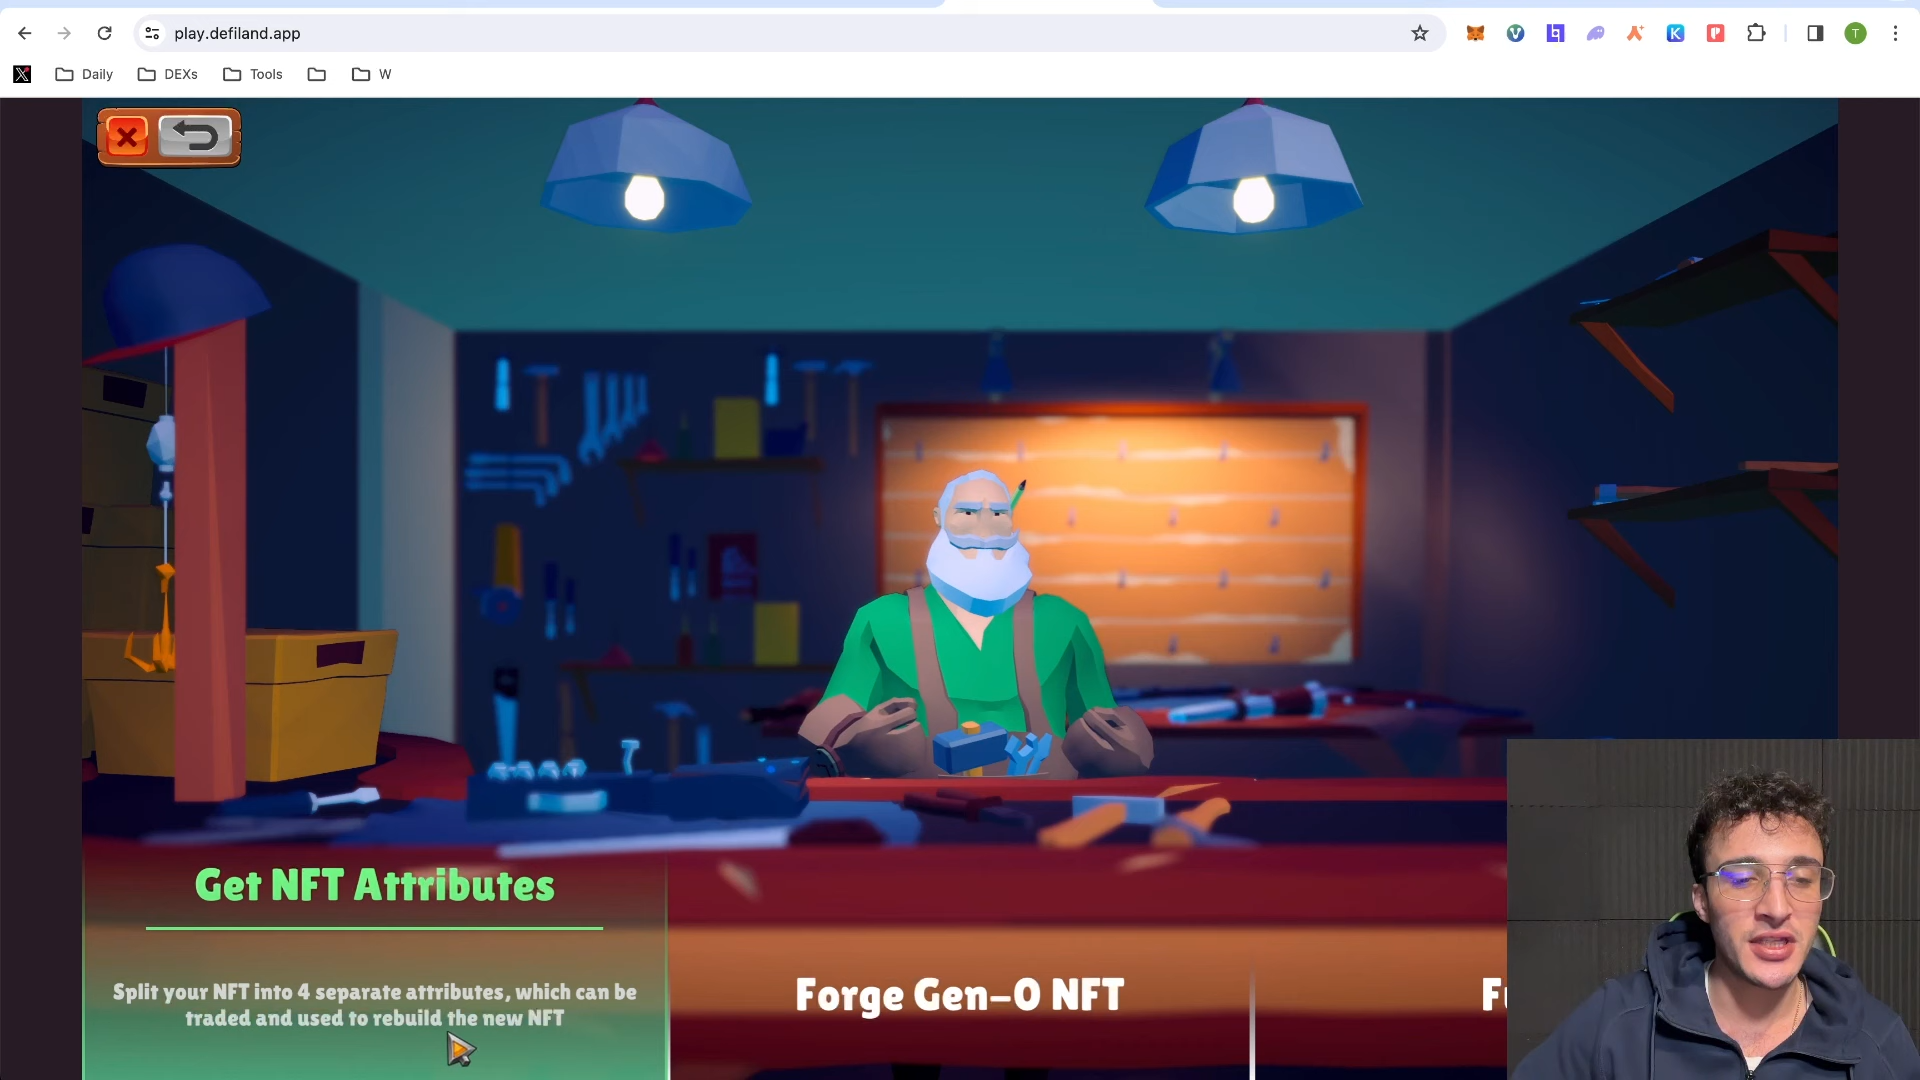 play.defiland.app
T
Daily
DEXs
Tools
W
Get NFT Attributes
Split your NFT into 4 separate attributes, which can be
traded and used to rebuild the new NFT
Forge Gen-0 NFT